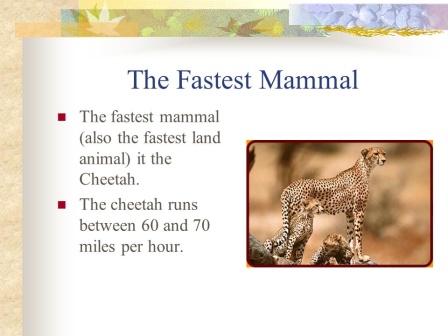 The Fastest Mammal
The fastest mammal
(also the fastest land
animal) it the
Cheetah.
The cheetah runs
between 60 and 70
miles per hour.